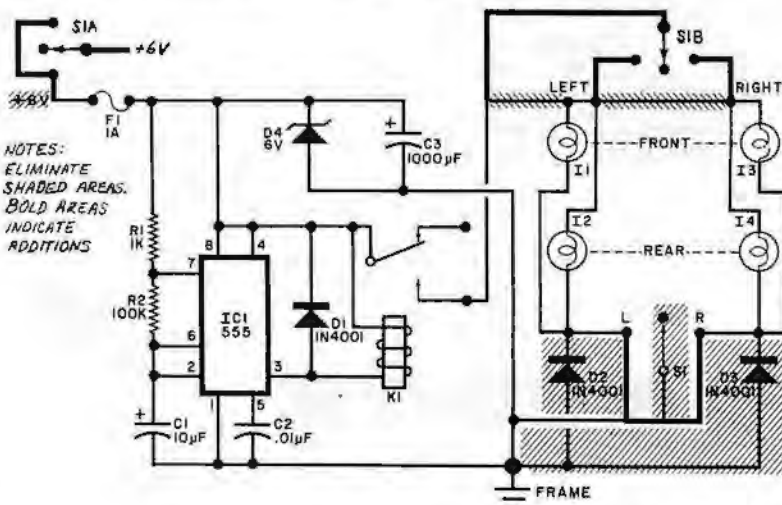 S1A
+6V
S1B
LEFT
RIGHT
+6V
F1
1A
D4
6V
+
C3
1000µF
FRONT
I1
I3
NOTES:
ELIMINATE
SHADED AREAS.
BOLD AREAS
INDICATE
ADDITIONS
R1
1K
8
4
I2
I4
REAR
7
R2
100K
IC1
555
D1
1N4001
L
R
6
2
3
K1
D2
1N4001
S1
D3
1N4001
1
5
+
C1
10µF
C2
.01µF
FRAME